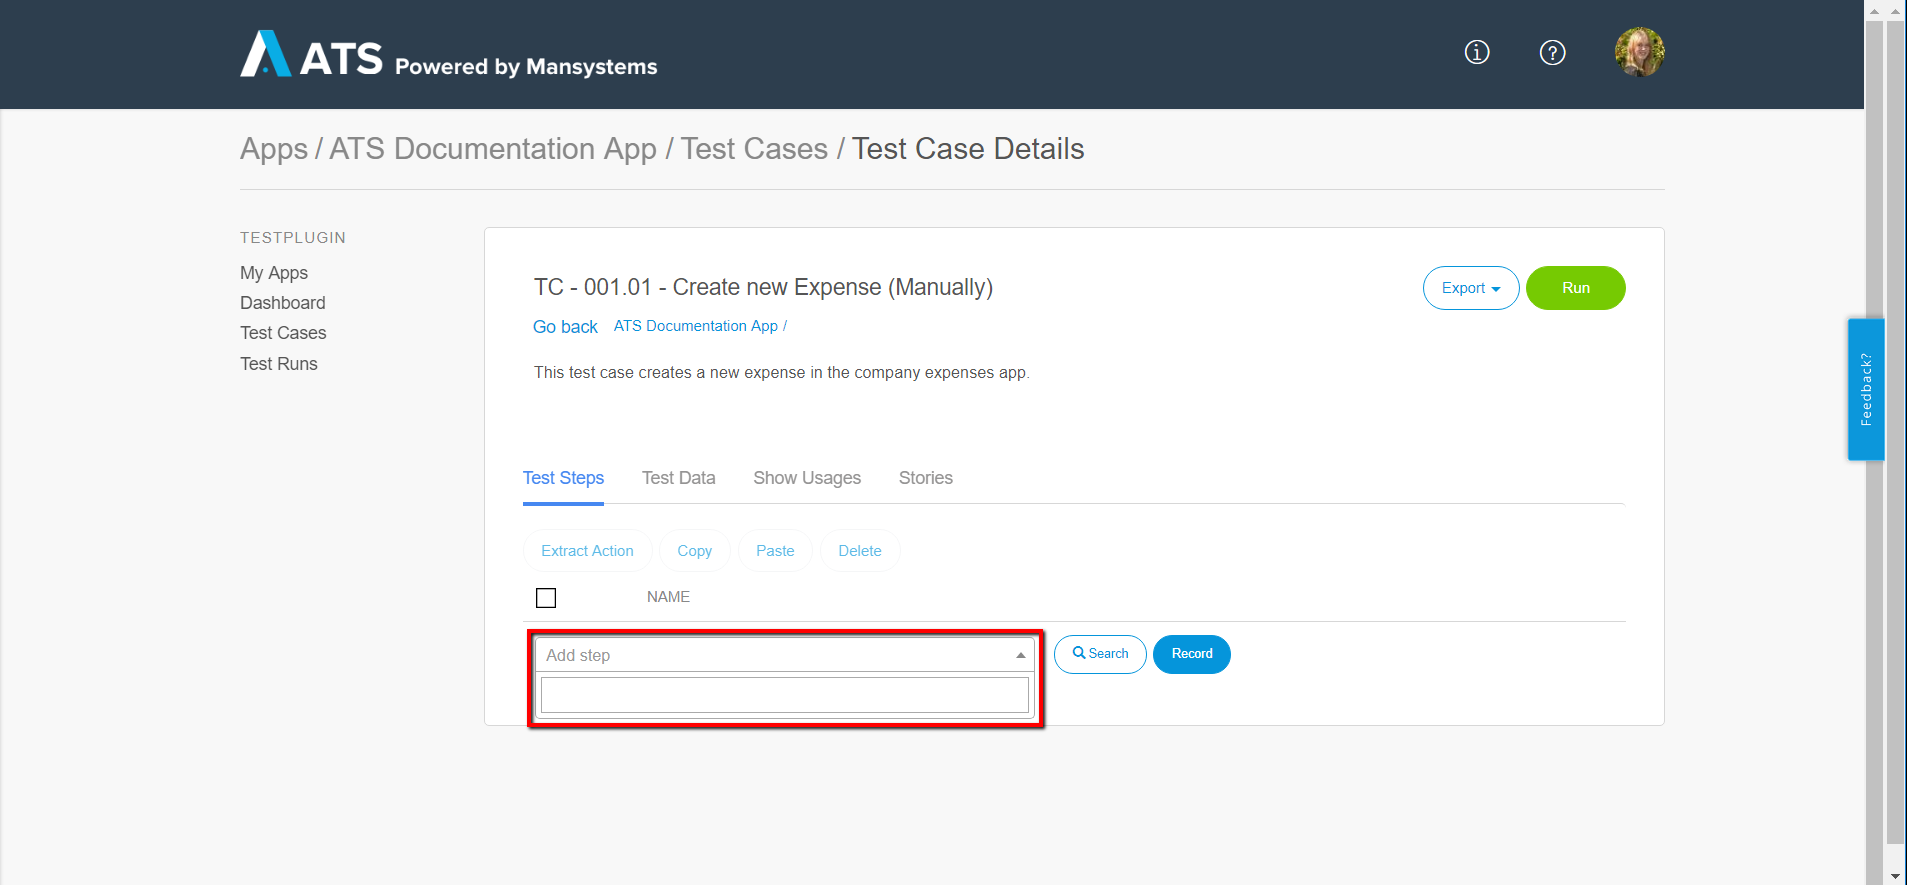 ATS Powered by Mansystems
Apps / ATS Documentation App / Test Cases / Test Case Details
TESTPLUGIN
My Apps
Dashboard
Test Cases
Test Runs
TC - 001.01 - Create new Expense (Manually)
Export
Run
Go back
ATS Documentation App /
This test case creates a new expense in the company expenses app.
Test Steps
Test Data
Show Usages
Stories
Extract Action
Copy
Paste
Delete
NAME
Add step
Search
Record
Feedback?